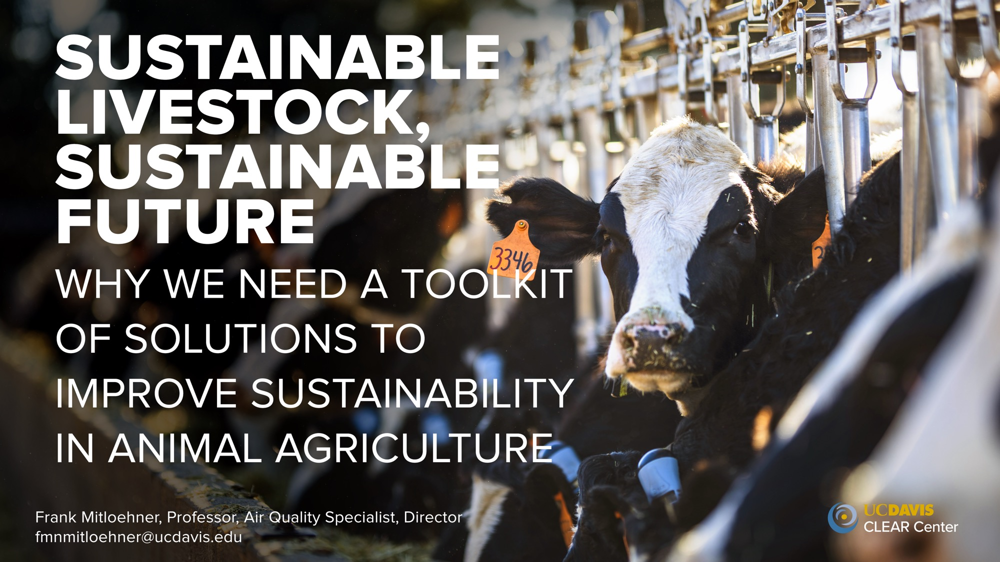 SUSTAINABLE
LIVESTOCK,
SUSTAINABLE
FUTURE
WHY WE NEED A TOOLKIT
OF SOLUTIONS TO
IMPROVE SUSTAINABILITY
IN ANIMAL AGRICULTURE
3346
2
Frank Mitloehner, Professor, Air Quality Specialist, Director
fmnmitloehner@ucdavis.edu
UCDAVIS
CLEAR Center